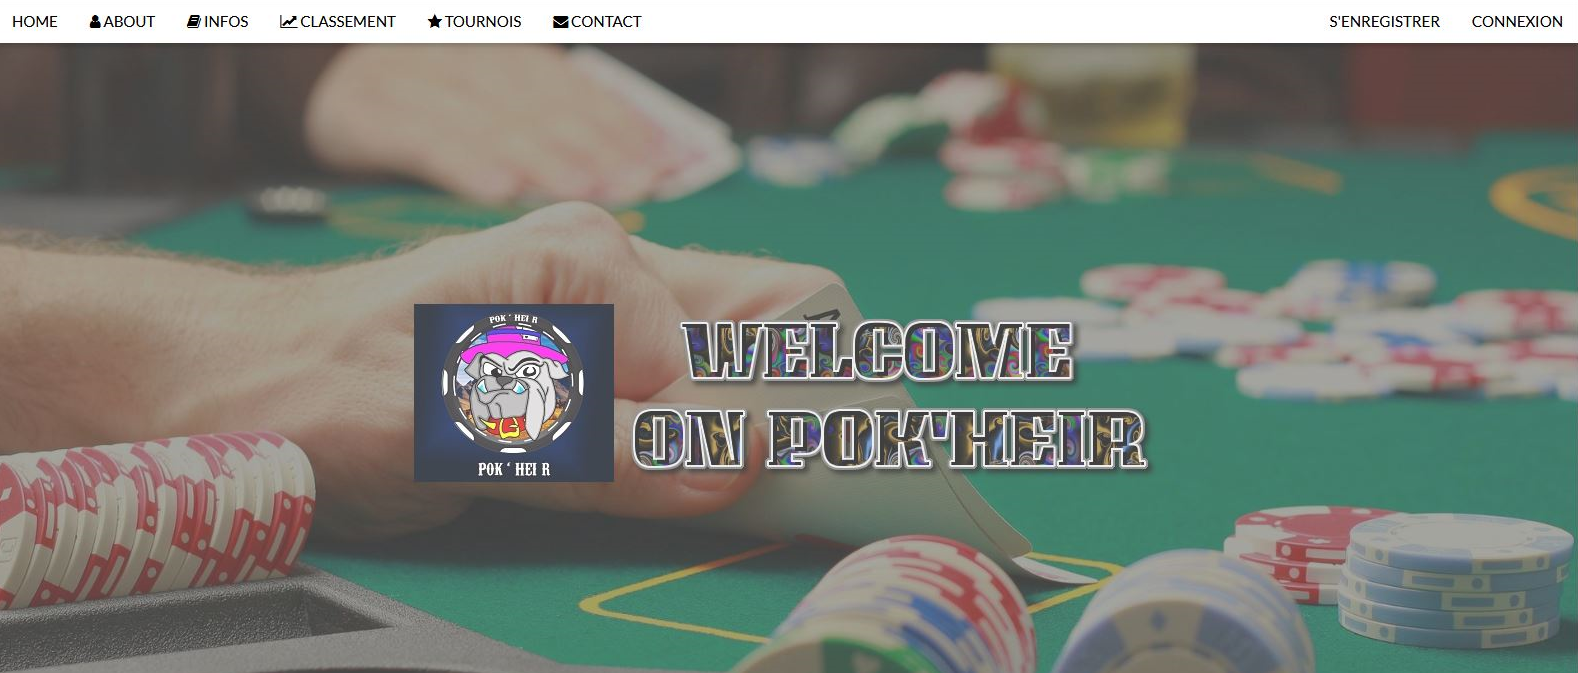 HOME ABOUT INFOS CLASSEMENT TOURNOIS CONTACT S'ENREGISTRER CONNEXION
POK ' HEI R
POK ' HEI R
WELCOME
ON POK'HEIR